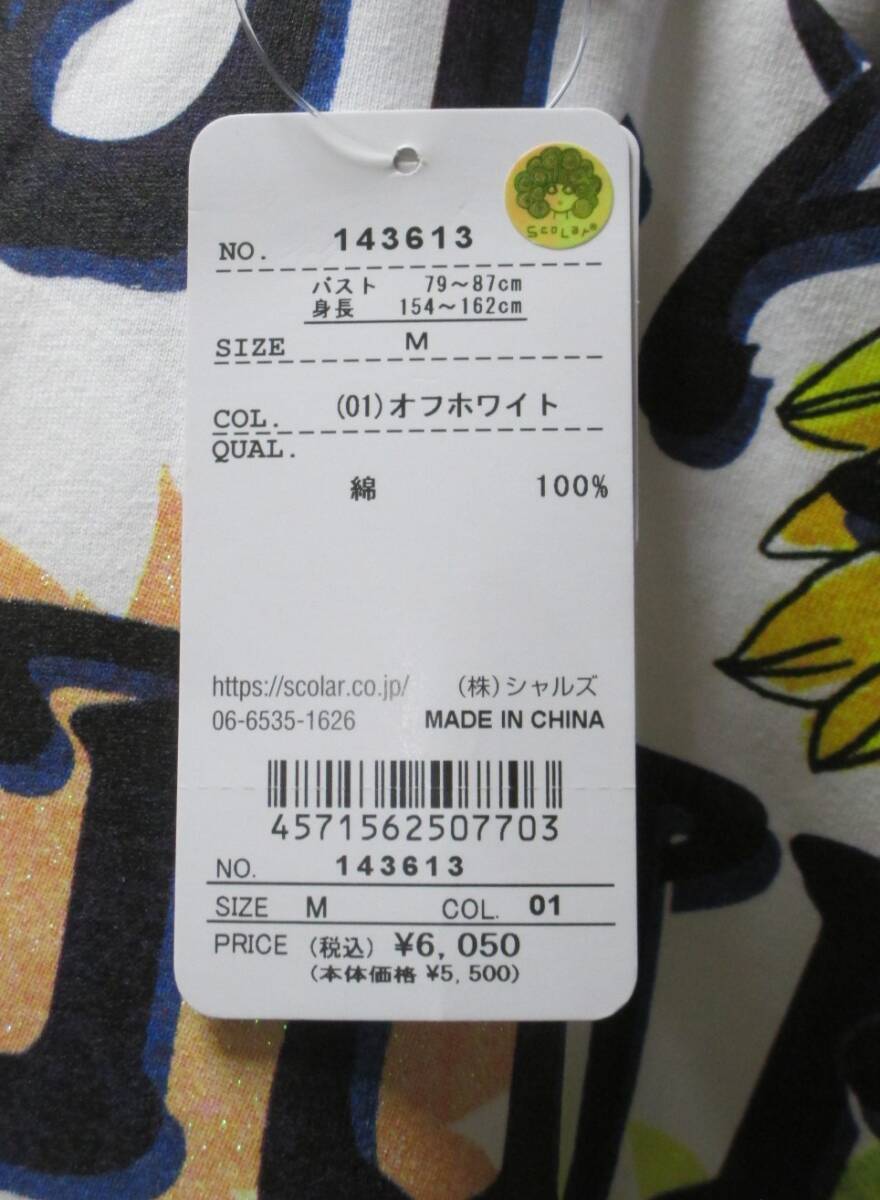 ScoLar®
NO. 143613
バスト 79～87cm
身長 154～162cm
SIZE M
COL. (01)オフホワイト
QUAL.
綿 100%
https://scolar.co.jp/ (株)シャルズ
06-6535-1626 MADE IN CHINA
4571562507703
NO. 143613
SIZE M COL. 01
PRICE (税込) ¥6,050
(本体価格 ¥5,500)